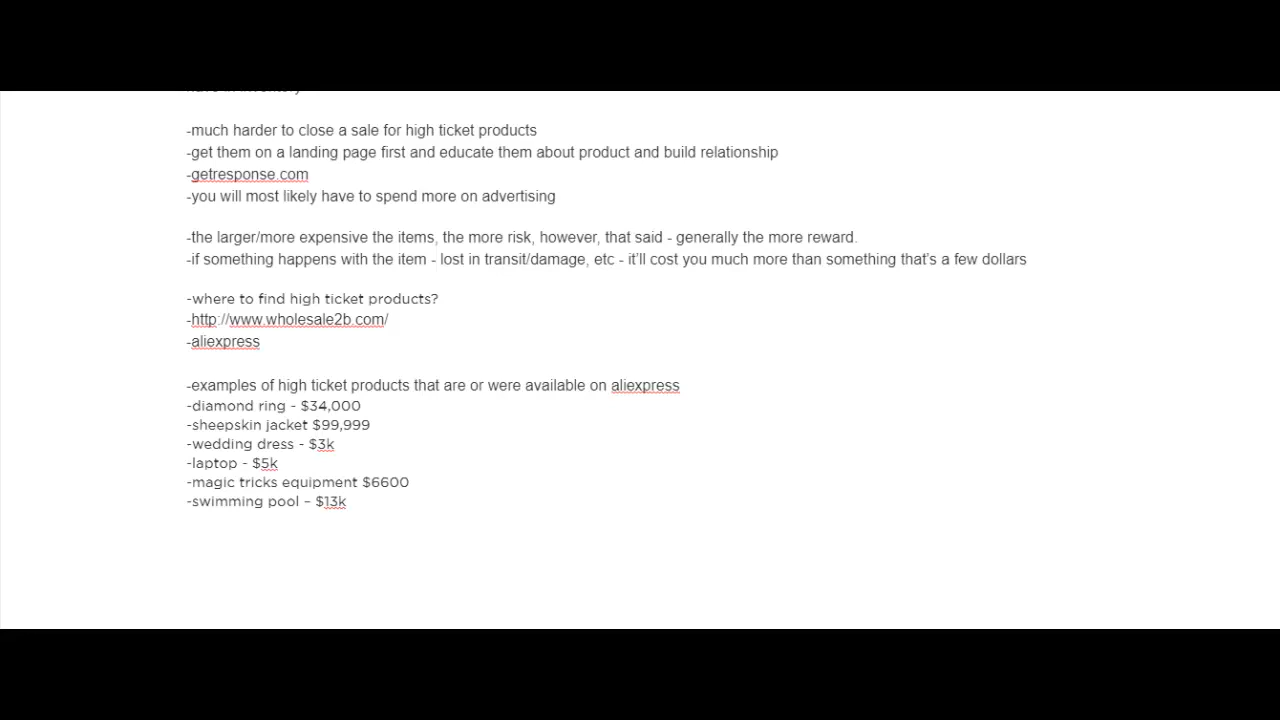 -much harder to close a sale for high ticket products
-get them on a landing page first and educate them about product and build relationship
-getresponse.com
-you will most likely have to spend more on advertising
-the larger/more expensive the items, the more risk, however, that said - generally the more reward.
-if something happens with the item - lost in transit/damage, etc - it'll cost you much more than something that's a few dollars
-where to find high ticket products?
-http://www.wholesale2b.com/
-aliexpress
-examples of high ticket products that are or were available on aliexpress
-diamond ring - $34,000
-sheepskin jacket $99,999
-wedding dress - $3k
-laptop - $5k
-magic tricks equipment $6600
-swimming pool – $13k